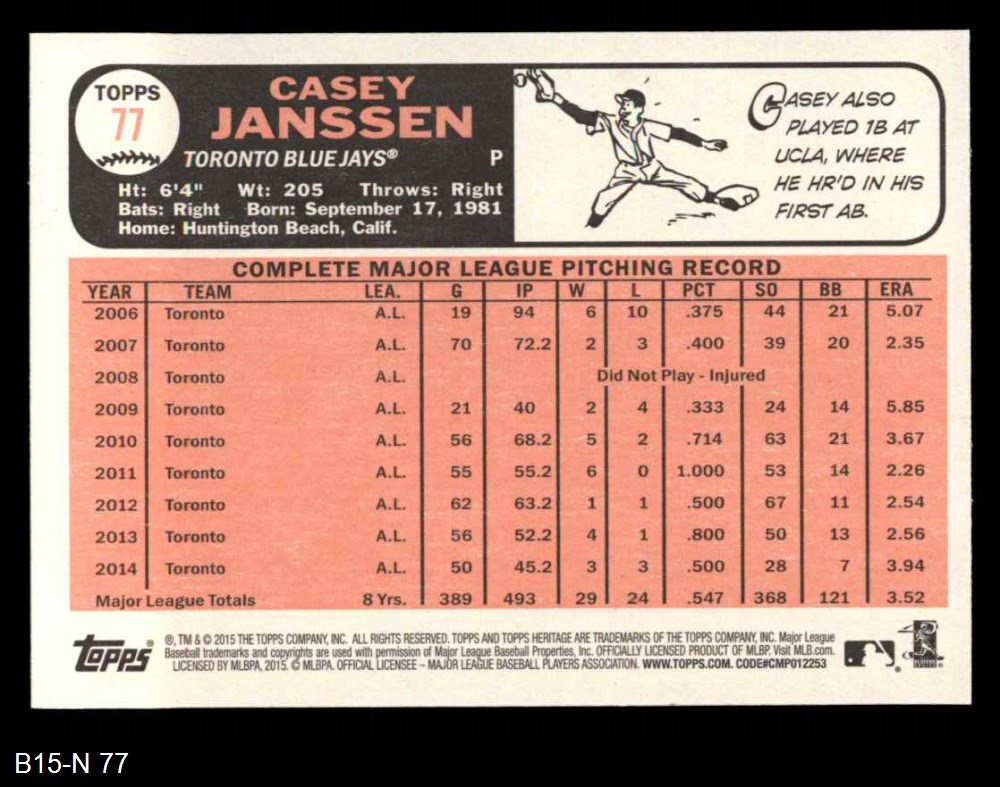 TOPPS
77
CASEY
JANSSEN
TORONTO BLUE JAYS® P
Ht: 6'4" Wt: 205 Throws: Right
Bats: Right Born: September 17, 1981
Home: Huntington Beach, Calif.
CASEY ALSO
PLAYED 1B AT
UCLA, WHERE
HE HR'D IN HIS
FIRST AB.
COMPLETE MAJOR LEAGUE PITCHING RECORD
YEAR TEAM LEA. G IP W L PCT SO BB ERA
2006 Toronto A.L. 19 94 6 10 .375 44 21 5.07
2007 Toronto A.L. 70 72.2 2 3 .400 39 20 2.35
2008 Toronto A.L. Did Not Play - Injured
2009 Toronto A.L. 21 40 2 4 .333 24 14 5.85
2010 Toronto A.L. 56 68.2 5 2 .714 63 21 3.67
2011 Toronto A.L. 55 55.2 6 0 1.000 53 14 2.26
2012 Toronto A.L. 62 63.2 1 1 .500 67 11 2.54
2013 Toronto A.L. 56 52.2 4 1 .800 50 13 2.56
2014 Toronto A.L. 50 45.2 3 3 .500 28 7 3.94
Major League Totals 8 Yrs. 389 493 29 24 .547 368 121 3.52
Topps®
®, TM & © 2015 THE TOPPS COMPANY, INC. ALL RIGHTS RESERVED. TOPPS AND TOPPS HERITAGE ARE TRADEMARKS OF THE TOPPS COMPANY, INC. Major League
Baseball trademarks and copyrights are used with permission of Major League Baseball Properties, Inc. OFFICIALLY LICENSED PRODUCT OF MLBP. Visit MLB.com.
LICENSED BY MLBPA, 2015. © MLBPA. OFFICIAL LICENSEE – MAJOR LEAGUE BASEBALL PLAYERS ASSOCIATION. WWW.TOPPS.COM. CODE#CMP012253
B15-N 77